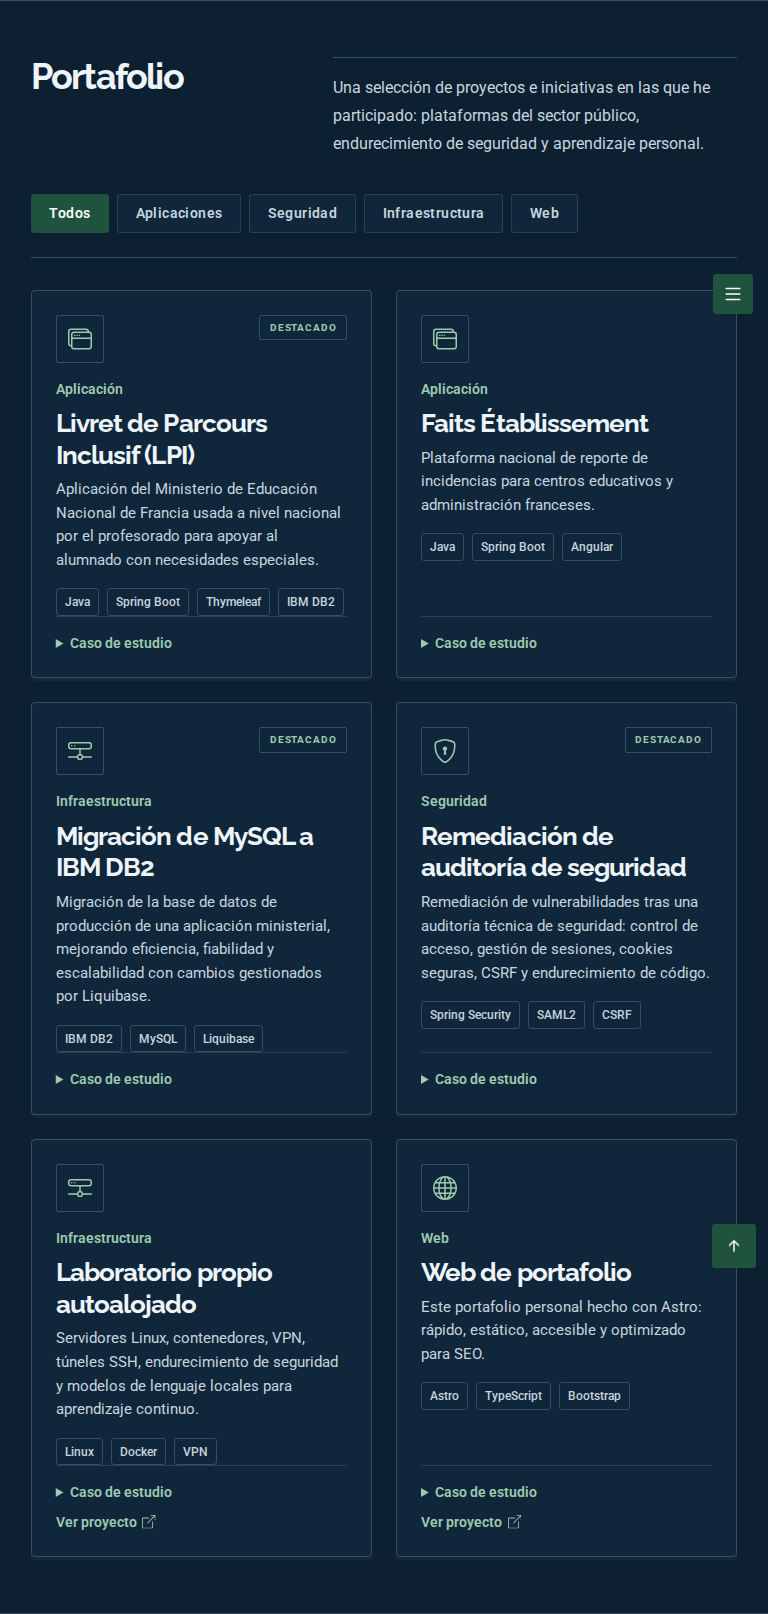 Portafolio
Una selección de proyectos e iniciativas en las que he
participado: plataformas del sector público,
endurecimiento de seguridad y aprendizaje personal.
Todos
Aplicaciones
Seguridad
Infraestructura
Web
DESTACADO
Aplicación
Livret de Parcours
Inclusif (LPI)
Aplicación del Ministerio de Educación
Nacional de Francia usada a nivel nacional
por el profesorado para apoyar al
alumnado con necesidades especiales.
Java
Spring Boot
Thymeleaf
IBM DB2
Caso de estudio
Aplicación
Faits Établissement
Plataforma nacional de reporte de
incidencias para centros educativos y
administración franceses.
Java
Spring Boot
Angular
Caso de estudio
DESTACADO
Infraestructura
Migración de MySQL a
IBM DB2
Migración de la base de datos de
producción de una aplicación ministerial,
mejorando eficiencia, fiabilidad y
escalabilidad con cambios gestionados
por Liquibase.
IBM DB2
MySQL
Liquibase
Caso de estudio
DESTACADO
Seguridad
Remediación de
auditoría de seguridad
Remediación de vulnerabilidades tras una
auditoría técnica de seguridad: control de
acceso, gestión de sesiones, cookies
seguras, CSRF y endurecimiento de código.
Spring Security
SAML2
CSRF
Caso de estudio
Infraestructura
Laboratorio propio
autoalojado
Servidores Linux, contenedores, VPN,
túneles SSH, endurecimiento de seguridad
y modelos de lenguaje locales para
aprendizaje continuo.
Linux
Docker
VPN
Caso de estudio
Ver proyecto
Web
Web de portafolio
Este portafolio personal hecho con Astro:
rápido, estático, accesible y optimizado
para SEO.
Astro
TypeScript
Bootstrap
Caso de estudio
Ver proyecto